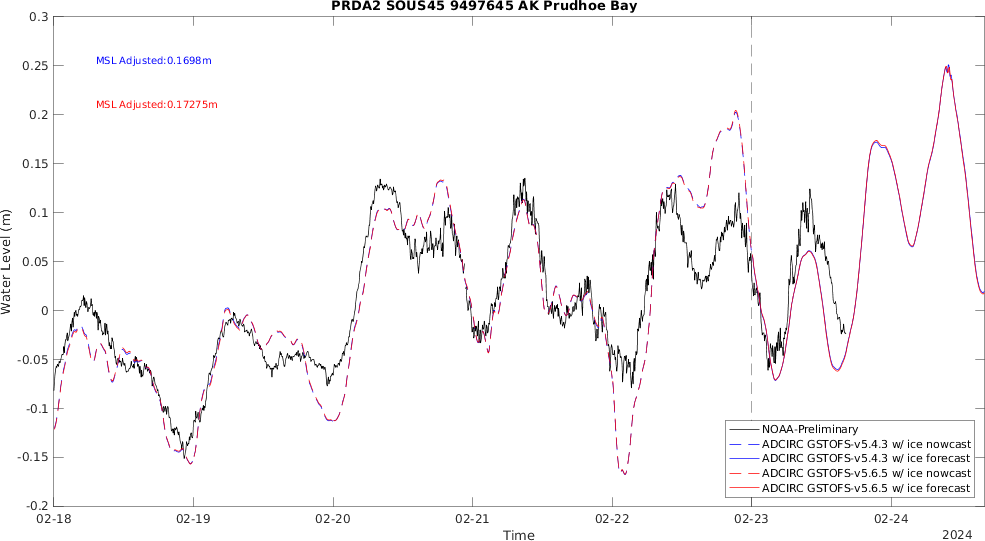 PRDA2 SOUS45 9497645 AK Prudhoe Bay
0.3
MSL Adjusted:0.1698m
0.25
MSL Adjusted:0.17275m
0.2
0.15
0.1
0.05
0
-0.05
-0.1
-0.15
-0.2
Water Level (m)
NOAA-Preliminary
ADCIRC GSTOFS-v5.4.3 w/ ice nowcast
ADCIRC GSTOFS-v5.4.3 w/ ice forecast
ADCIRC GSTOFS-v5.6.5 w/ ice nowcast
ADCIRC GSTOFS-v5.6.5 w/ ice forecast
02-18 02-19 02-20 02-21 02-22 02-23 02-24
Time
2024